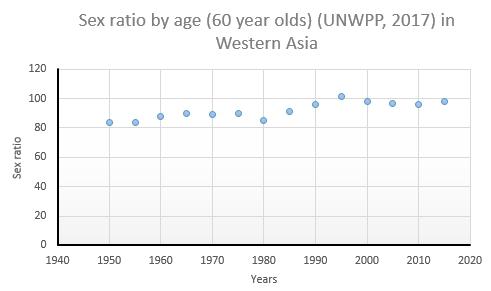 Sex ratio by age (60 year olds) (UNWPP, 2017) in
Western Asia
120
100
80
60
40
20
0
Sex ratio
1940 1950 1960 1970 1980 1990 2000 2010 2020
Years